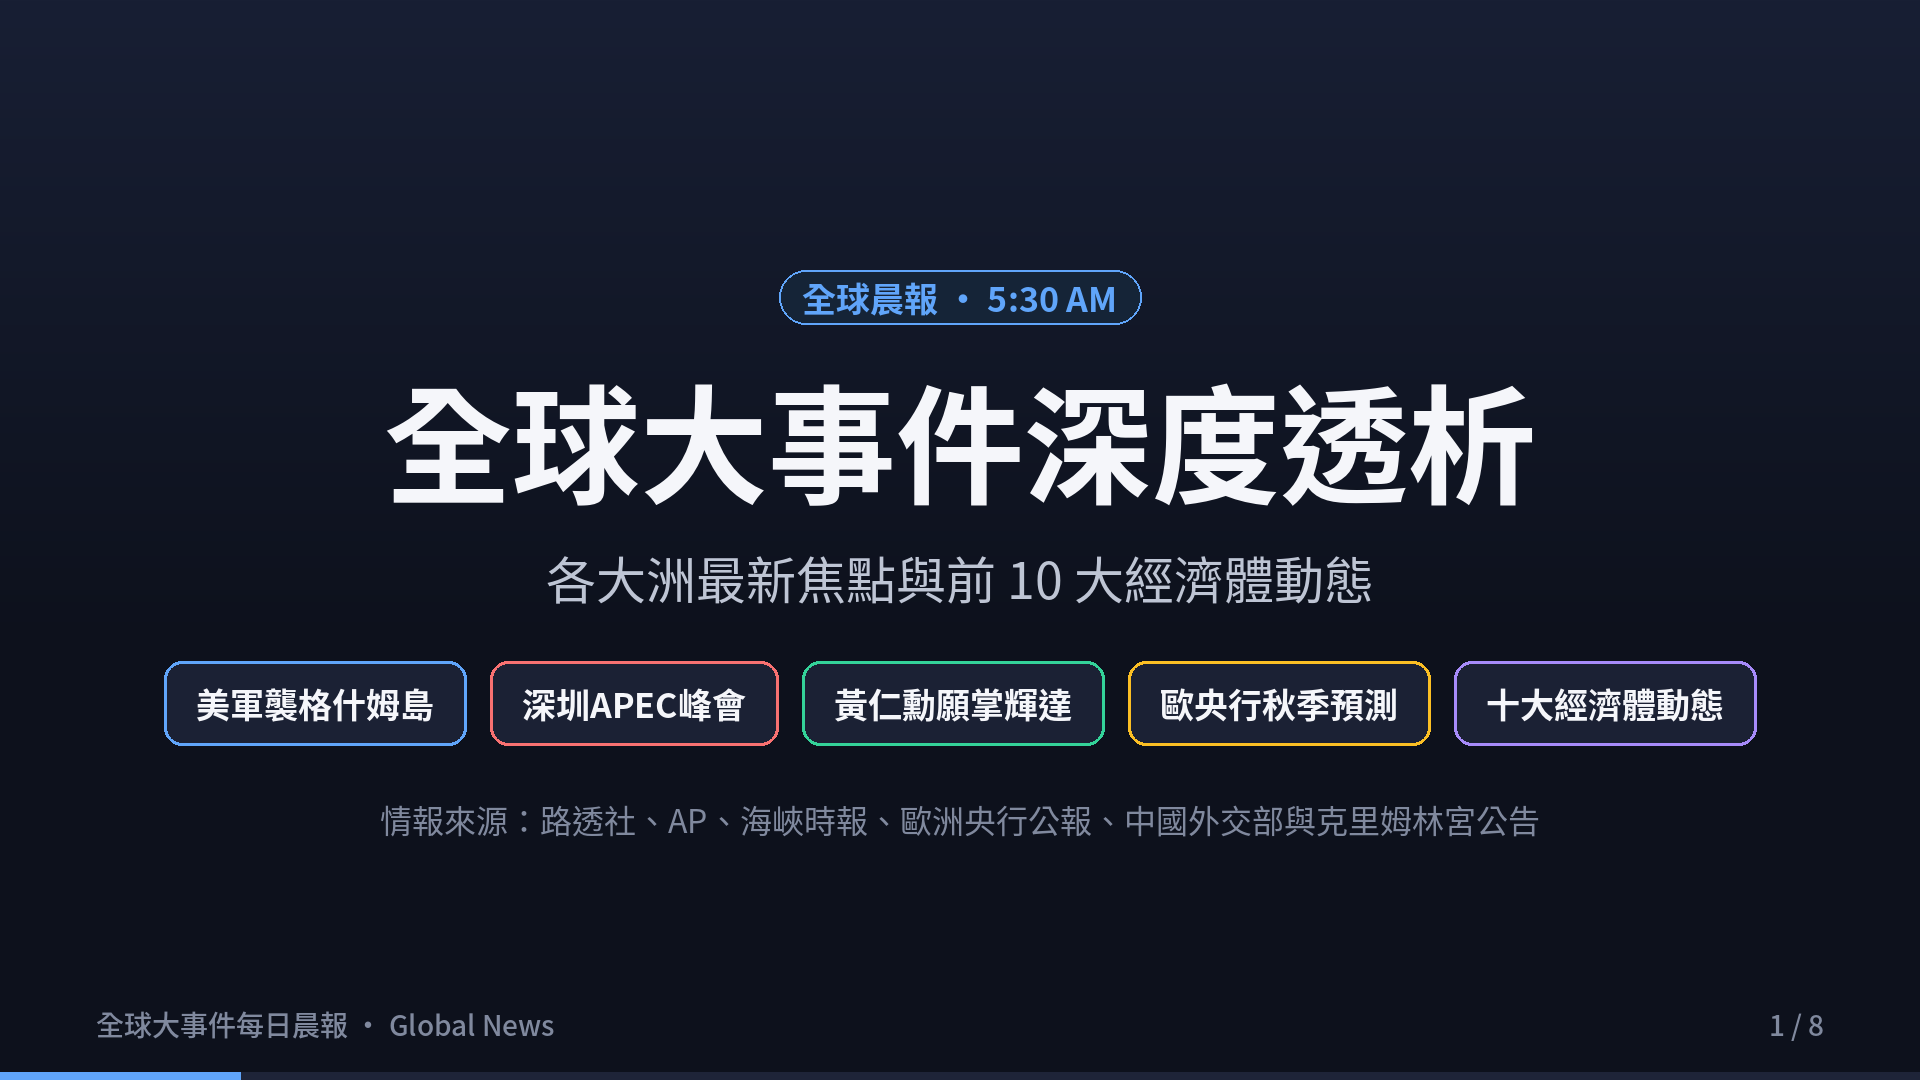 全球晨報 • 5:30 AM
全球大事件深度透析
各大洲最新焦點與前 10 大經濟體動態
美軍襲格什姆島
深圳APEC峰會
黃仁勳願掌輝達
歐央行秋季預測
十大經濟體動態
情報來源：路透社、AP、海峽時報、歐洲央行公報、中國外交部與克里姆林宮公告
全球大事件每日晨報 • Global News
1 / 8